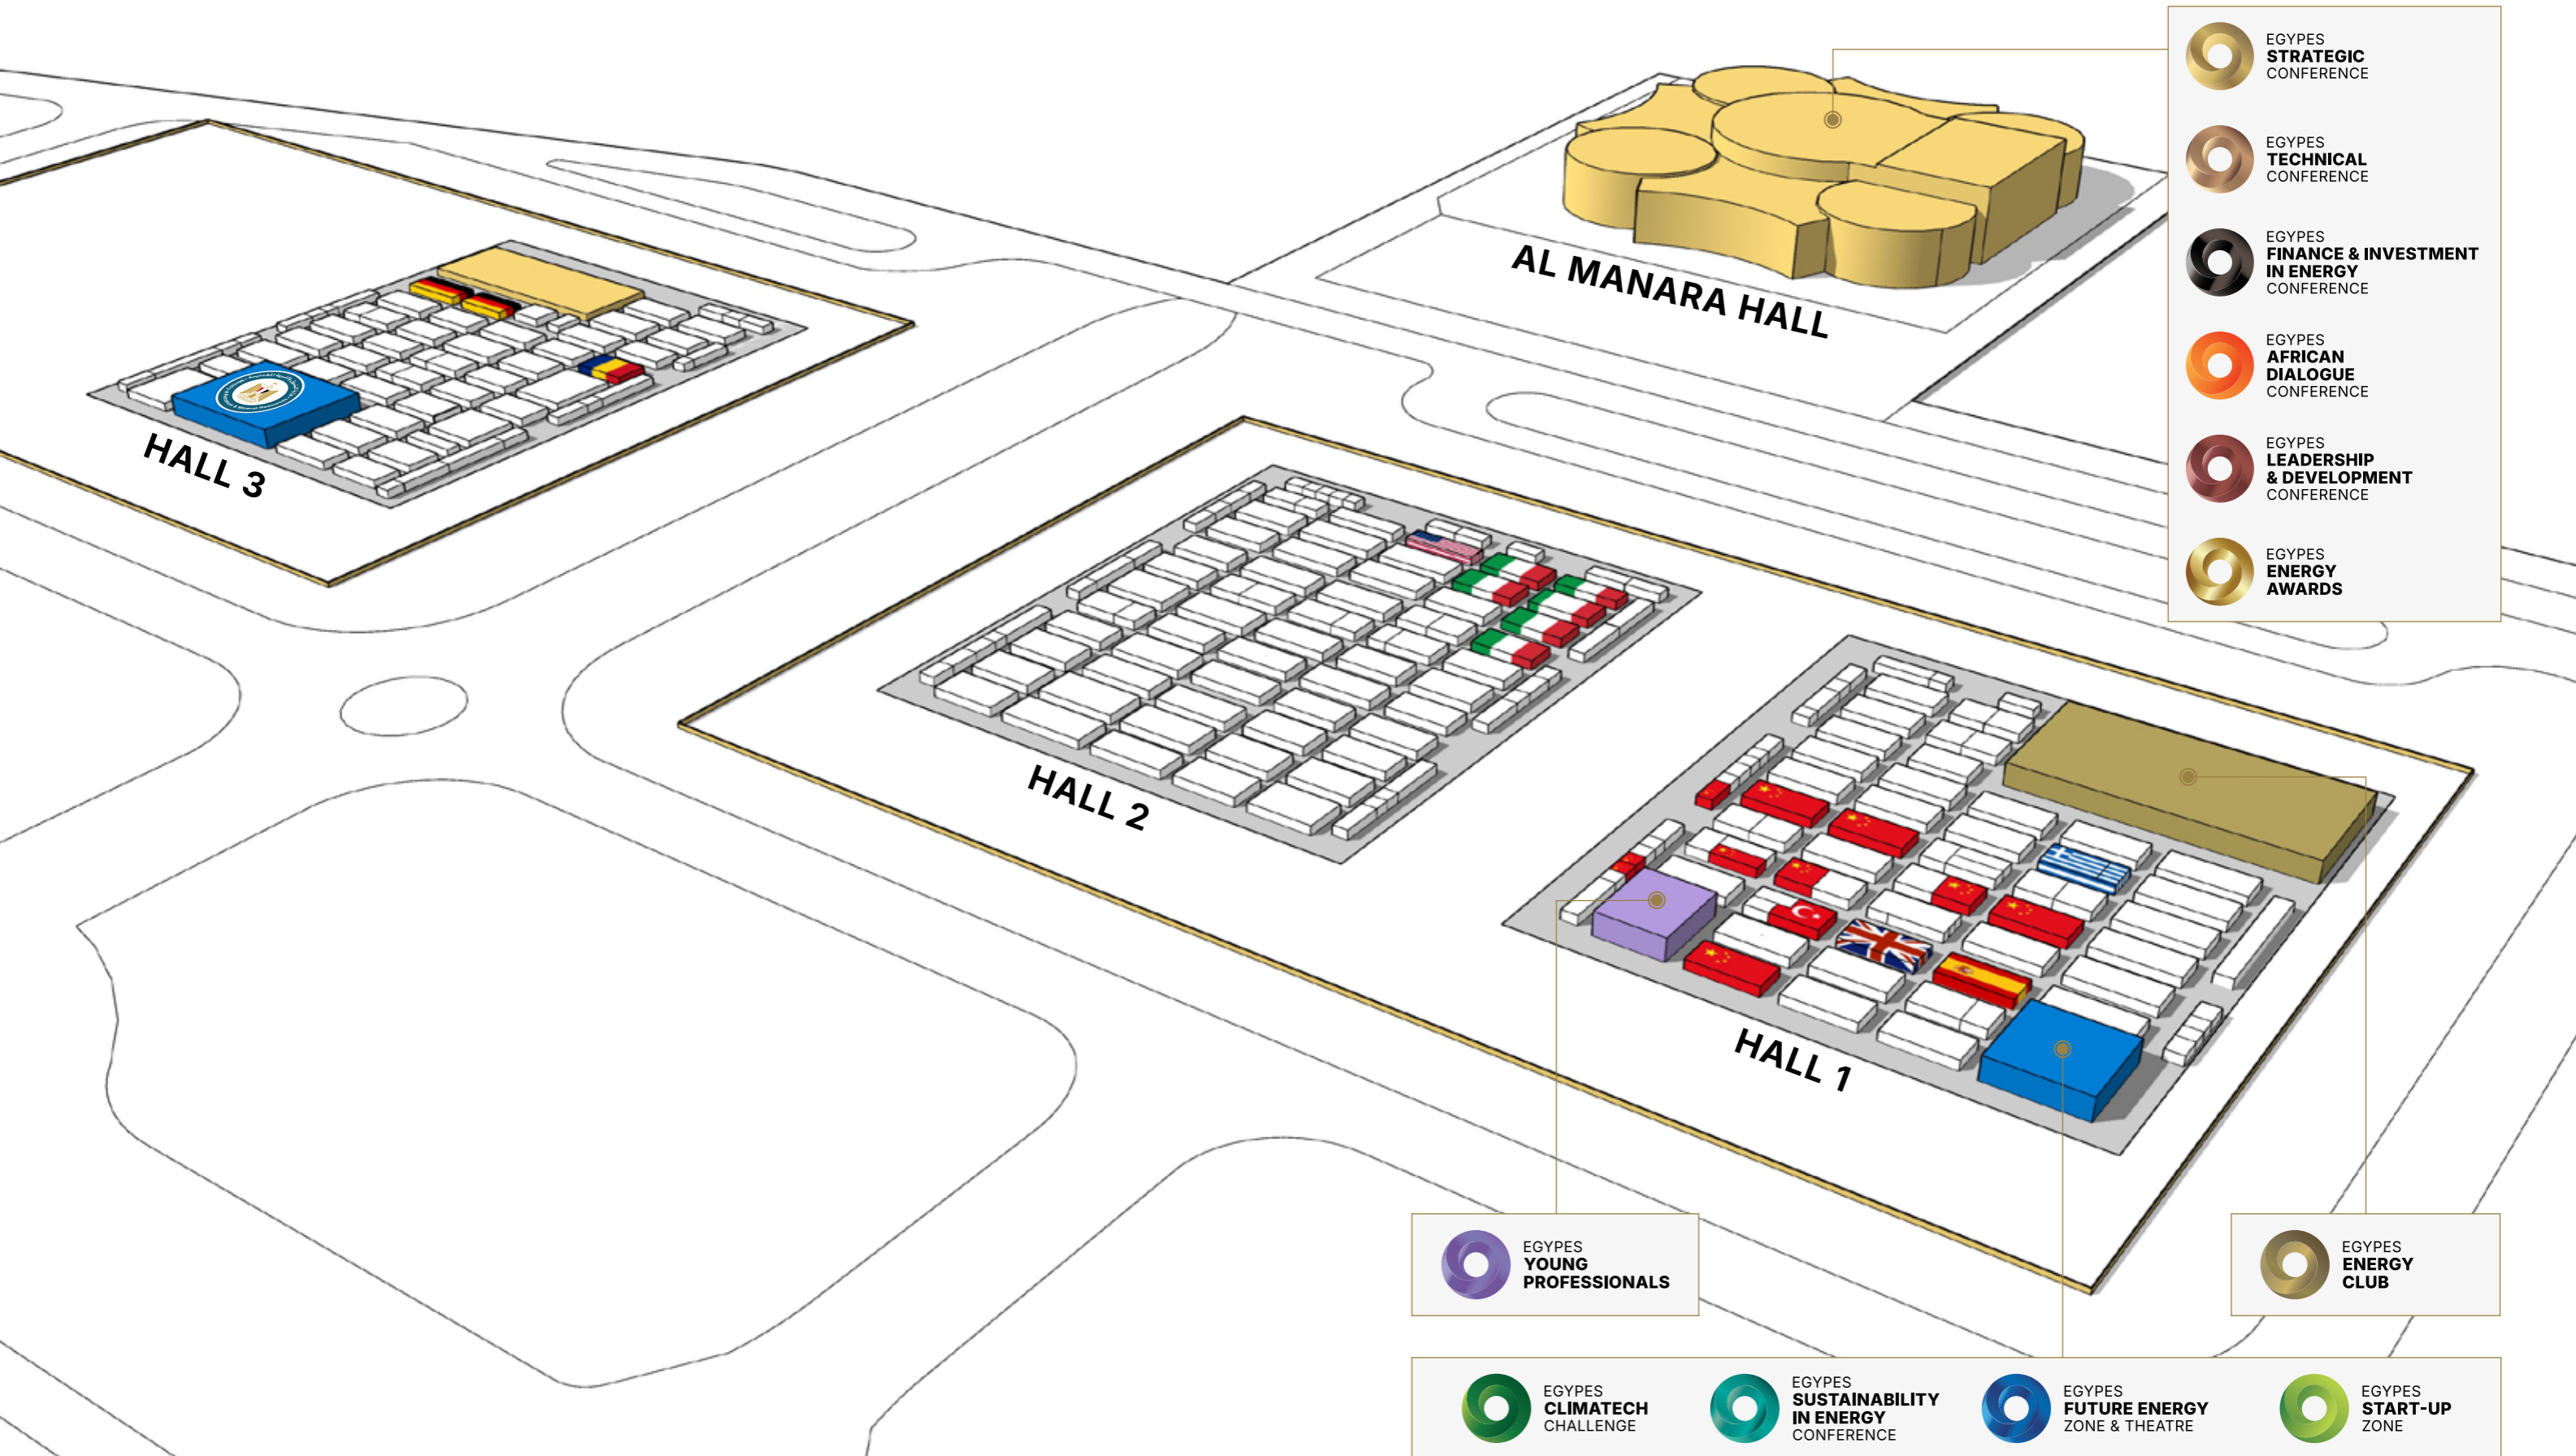 EGYPES
STRATEGIC
CONFERENCE
EGYPES
TECHNICAL
CONFERENCE
EGYPES
FINANCE & INVESTMENT
IN ENERGY
CONFERENCE
EGYPES
AFRICAN
DIALOGUE
CONFERENCE
EGYPES
LEADERSHIP
& DEVELOPMENT
CONFERENCE
EGYPES
ENERGY
AWARDS
AL MANARA HALL
HALL 3
HALL 2
HALL 1
EGYPES
YOUNG
PROFESSIONALS
EGYPES
ENERGY
CLUB
EGYPES
CLIMATECH
CHALLENGE
EGYPES
SUSTAINABILITY
IN ENERGY
CONFERENCE
EGYPES
FUTURE ENERGY
ZONE & THEATRE
EGYPES
START-UP
ZONE